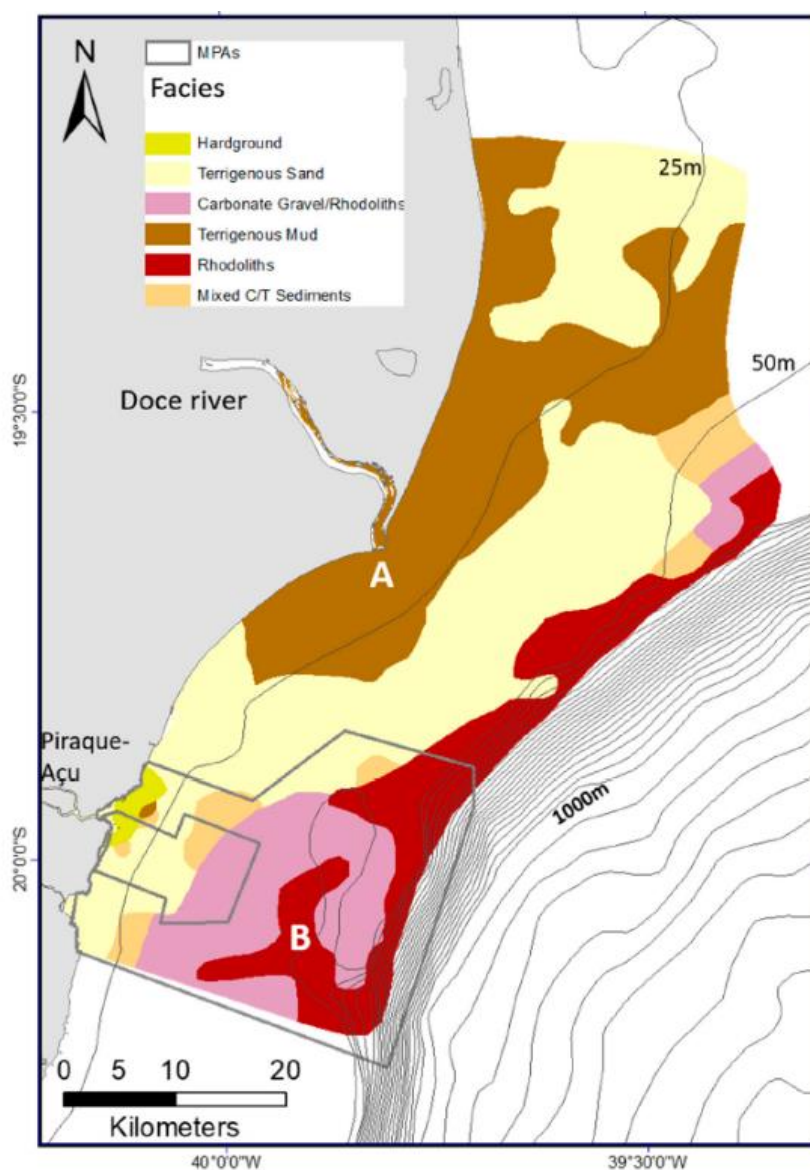 N
MPAs
Facies
Hardground
Terrigenous Sand
Carbonate Gravel/Rhodoliths
Terrigenous Mud
Rhodoliths
Mixed C/T Sediments
25m
50m
Doce river
19°30'0"S
A
Piraque-
Açu
1000m
20°0'0"S
B
0 5 10 20
Kilometers
40°0'0"W
39°30'0"W